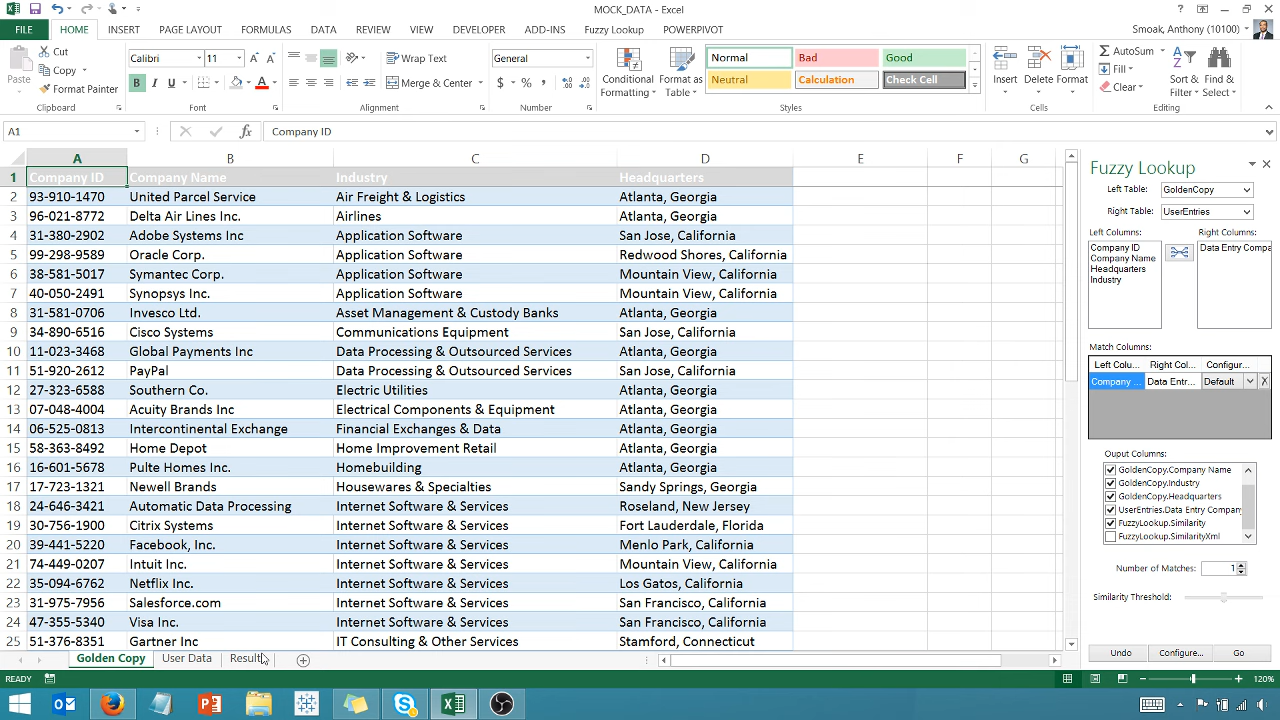 MOCK_DATA - Excel
FILE HOME INSERT PAGE LAYOUT FORMULAS DATA REVIEW VIEW DEVELOPER ADD-INS Fuzzy Lookup POWERPIVOT Smoak, Anthony (10100)
Paste
Cut
Copy
Format Painter
Clipboard
Calibri 11
B I U
Font
Wrap Text
Merge & Center
Alignment
General
$ % ,
Number
Conditional Formatting
Format as Table
Normal Bad Good
Neutral Calculation Check Cell
Styles
Insert Delete Format
Cells
AutoSum
Fill
Clear
Sort & Filter
Find & Select
Editing
A1 fx Company ID
A B C D E F G
1 Company ID Company Name Industry Headquarters
2 93-910-1470 United Parcel Service Air Freight & Logistics Atlanta, Georgia
3 96-021-8772 Delta Air Lines Inc. Airlines Atlanta, Georgia
4 31-380-2902 Adobe Systems Inc Application Software San Jose, California
5 99-298-9589 Oracle Corp. Application Software Redwood Shores, California
6 38-581-5017 Symantec Corp. Application Software Mountain View, California
7 40-050-2491 Synopsys Inc. Application Software Mountain View, California
8 31-581-0706 Invesco Ltd. Asset Management & Custody Banks Atlanta, Georgia
9 34-890-6516 Cisco Systems Communications Equipment San Jose, California
10 11-023-3468 Global Payments Inc Data Processing & Outsourced Services Atlanta, Georgia
11 51-920-2612 PayPal Data Processing & Outsourced Services San Jose, California
12 27-323-6588 Southern Co. Electric Utilities Atlanta, Georgia
13 07-048-4004 Acuity Brands Inc Electrical Components & Equipment Atlanta, Georgia
14 06-525-0813 Intercontinental Exchange Financial Exchanges & Data Atlanta, Georgia
15 58-363-8492 Home Depot Home Improvement Retail Atlanta, Georgia
16 16-601-5678 Pulte Homes Inc. Homebuilding Atlanta, Georgia
17 17-723-1321 Newell Brands Housewares & Specialties Sandy Springs, Georgia
18 24-646-3421 Automatic Data Processing Internet Software & Services Roseland, New Jersey
19 30-756-1900 Citrix Systems Internet Software & Services Fort Lauderdale, Florida
20 39-441-5220 Facebook, Inc. Internet Software & Services Menlo Park, California
21 74-449-0207 Intuit Inc. Internet Software & Services Mountain View, California
22 35-094-6762 Netflix Inc. Internet Software & Services Los Gatos, California
23 31-975-7956 Salesforce.com Internet Software & Services San Francisco, California
24 47-355-5340 Visa Inc. Internet Software & Services San Francisco, California
25 51-376-8351 Gartner Inc IT Consulting & Other Services Stamford, Connecticut
Golden Copy User Data Results
READY 120%
Fuzzy Lookup
Left Table: GoldenCopy
Right Table: UserEntries
Left Columns: Right Columns:
Company ID Data Entry Compa
Company Name
Headquarters
Industry
Match Columns:
Left Colu... Right Col... Configur...
Company ... Data Entr... Default X
Ouput Columns:
GoldenCopy.Company Name
GoldenCopy.Industry
GoldenCopy.Headquarters
UserEntries.Data Entry Company
FuzzyLookup.Similarity
FuzzyLookup.SimilarityXml
Number of Matches: 1
Similarity Threshold:
Undo Configure... Go